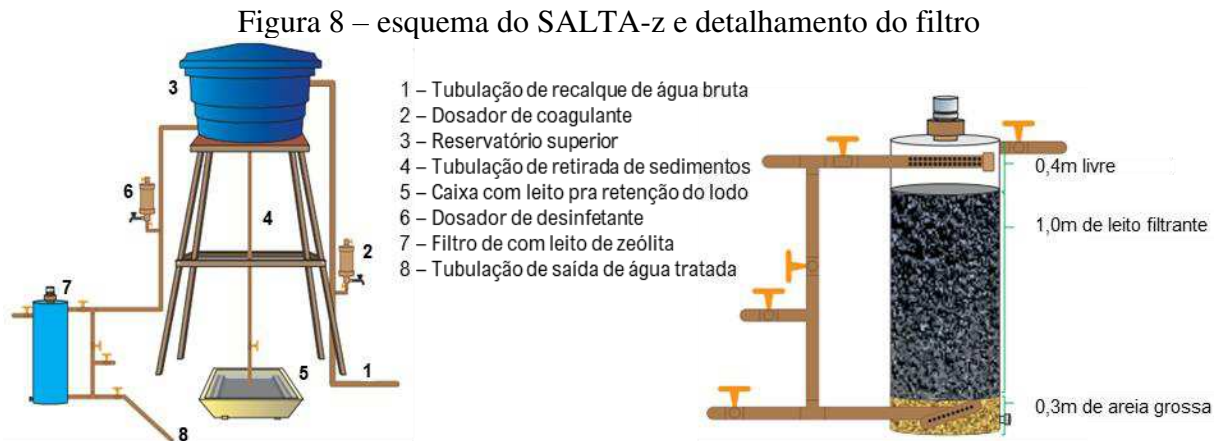 Figura 8 – esquema do SALTA-z e detalhamento do filtro
1 – Tubulação de recalque de água bruta
2 – Dosador de coagulante
3 – Reservatório superior
4 – Tubulação de retirada de sedimentos
5 – Caixa com leito pra retenção do lodo
6 – Dosador de desinfetante
7 – Filtro de com leito de zeólita
8 – Tubulação de saída de água tratada
3
6
4
2
7
5
1
8
0,4m livre
1,0m de leito filtrante
0,3m de areia grossa